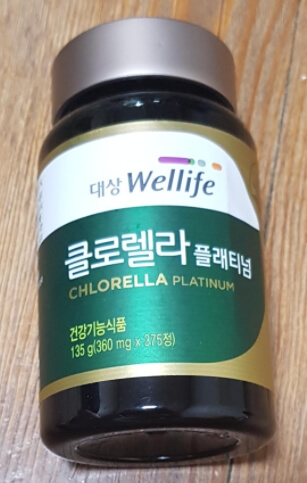 대상 Wellife
클로렐라 플래티넘
CHLORELLA PLATINUM
건강기능식품
135 g(360 mg x 375정)